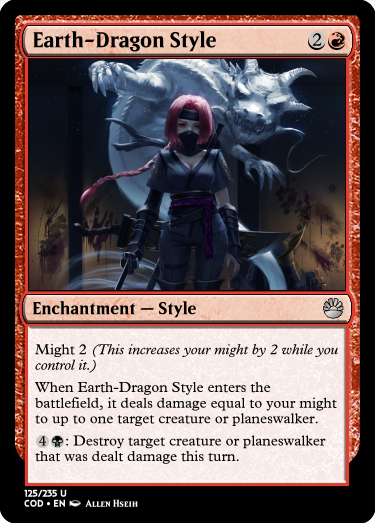 Earth-Dragon Style 2
Enchantment — Style
Might 2 (This increases your might by 2 while you
control it.)
When Earth-Dragon Style enters the
battlefield, it deals damage equal to your might
to up to one target creature or planeswalker.
4 : Destroy target creature or planeswalker
that was dealt damage this turn.
125/235 U
COD • EN Allen Hseih